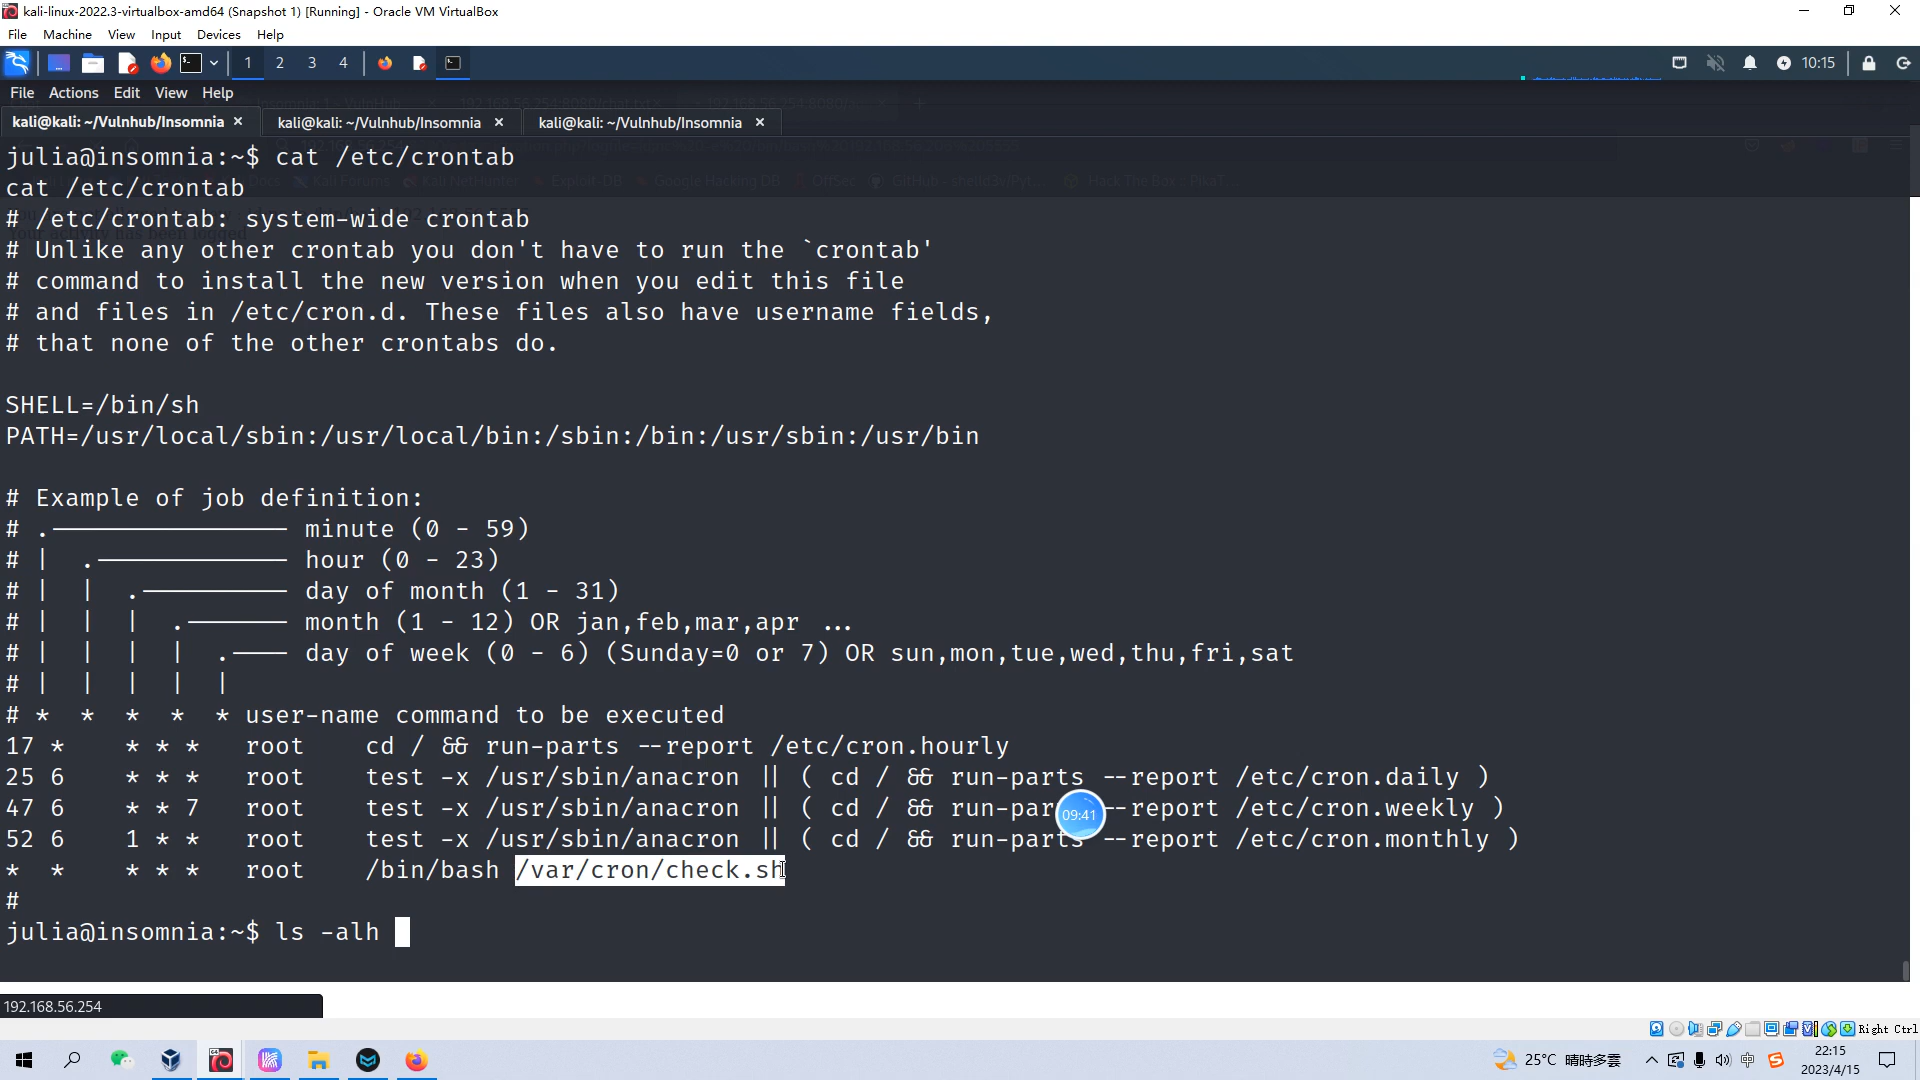 kali-linux-2022.3-virtualbox-amd64 (Snapshot 1) [Running] - Oracle VM VirtualBox
File Machine View Input Devices Help
1 2 3 4 10:15
File Actions Edit View Help
kali@kali: ~/Vulnhub/Insomnia × kali@kali: ~/Vulnhub/Insomnia × kali@kali: ~/Vulnhub/Insomnia ×
julia@insomnia:~$ cat /etc/crontab
cat /etc/crontab
# /etc/crontab: system-wide crontab
# Unlike any other crontab you don't have to run the `crontab'
# command to install the new version when you edit this file
# and files in /etc/cron.d. These files also have username fields,
# that none of the other crontabs do.
SHELL=/bin/sh
PATH=/usr/local/sbin:/usr/local/bin:/sbin:/bin:/usr/sbin:/usr/bin
# Example of job definition:
# .---------------- minute (0 - 59)
# | .------------- hour (0 - 23)
# | | .---------- day of month (1 - 31)
# | | | .------- month (1 - 12) OR jan,feb,mar,apr ...
# | | | | .---- day of week (0 - 6) (Sunday=0 or 7) OR sun,mon,tue,wed,thu,fri,sat
# | | | | |
# * * * * * user-name command to be executed
17 * * * * root cd / && run-parts --report /etc/cron.hourly
25 6 * * * root test -x /usr/sbin/anacron || ( cd / && run-parts --report /etc/cron.daily )
47 6 * * 7 root test -x /usr/sbin/anacron || ( cd / && run-parts --report /etc/cron.weekly )
52 6 1 * * root test -x /usr/sbin/anacron || ( cd / && run-parts --report /etc/cron.monthly )
09:41
* * * * * root /bin/bash /var/cron/check.sh
#
julia@insomnia:~$ ls -alh
192.168.56.254
Right Ctrl
25°C 晴時多雲 中 22:15
2023/4/15